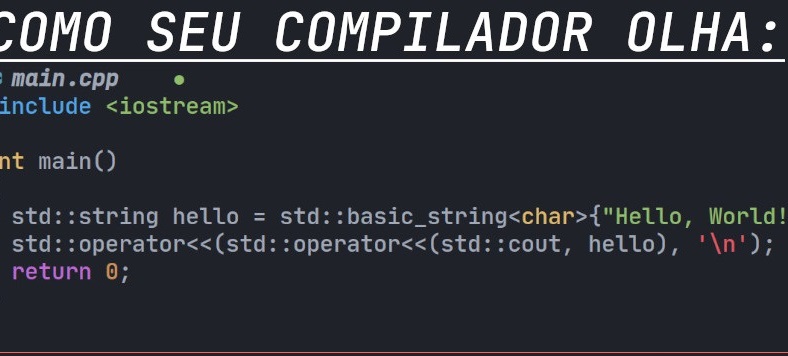 COMO SEU COMPILADOR OLHA:
main.cpp
include <iostream>
nt main()
std::string hello = std::basic_string<char>{"Hello, World!
std::operator<<(std::operator<<(std::cout, hello), '\n');
return 0;